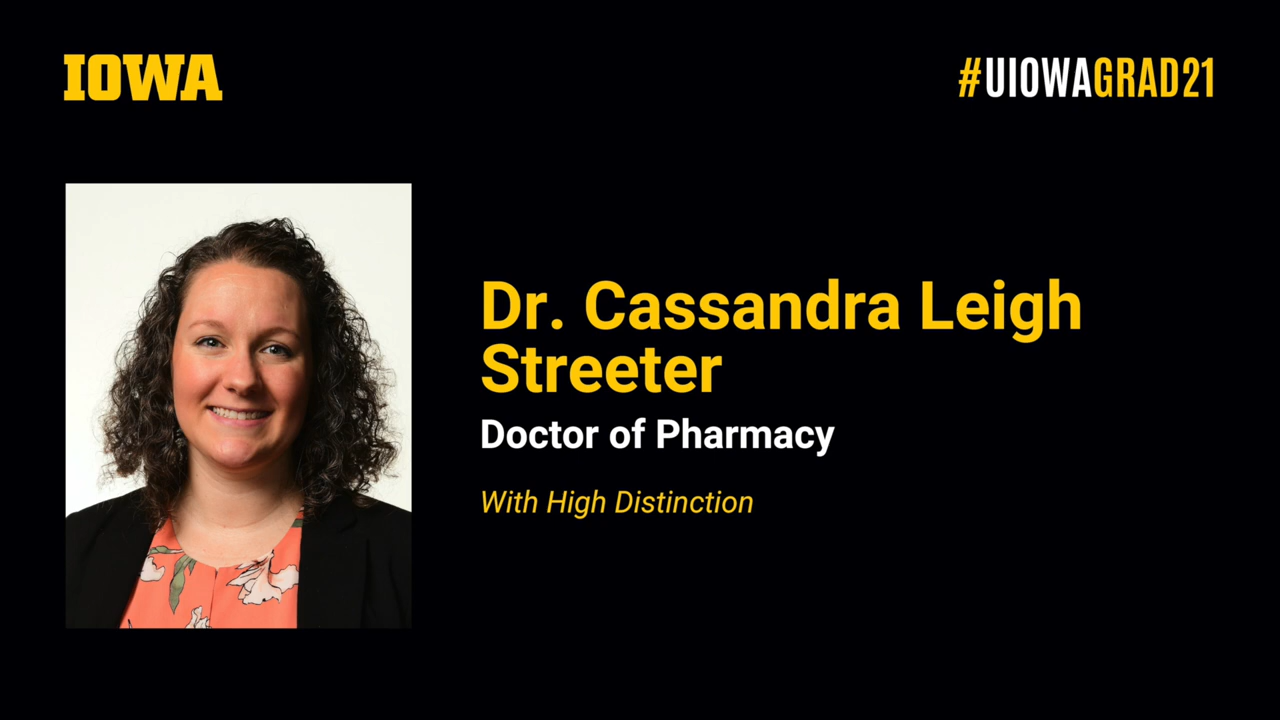 IOWA
#UIOWAGRAD21
Dr. Cassandra Leigh
Streeter
Doctor of Pharmacy
With High Distinction